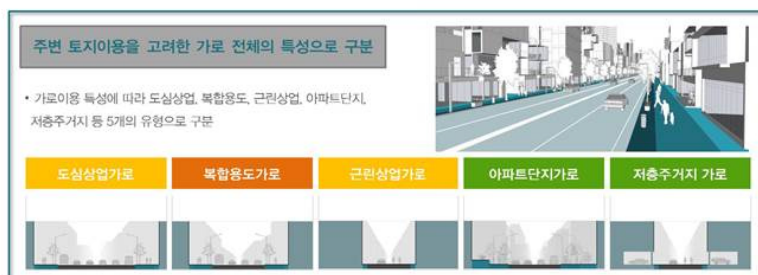 주변 토지이용을 고려한 가로 전체의 특성으로 구분
• 가로이용 특성에 따라 도심상업, 복합용도, 근린상업, 아파트단지,
저층주거지 등 5개의 유형으로 구분
도심상업가로
복합용도가로
근린상업가로
아파트단지가로
저층주거지 가로